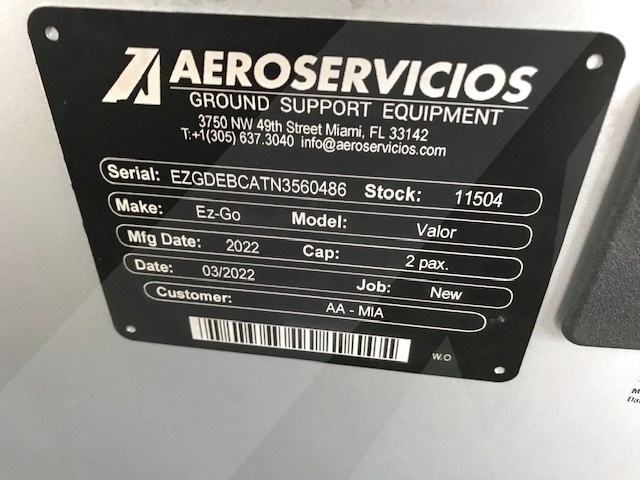 AEROSERVICIOS
GROUND SUPPORT EQUIPMENT
3750 NW 49th Street Miami, FL 33142
T:+1(305) 637.3040 info@aeroservicios.com
Serial: EZGDEBCATN3560486 Stock: 11504
Make: Ez-Go Model: Valor
Mfg Date: 2022 Cap: 2 pax.
Date: 03/2022 Job: New
Customer: AA - MIA
W.O